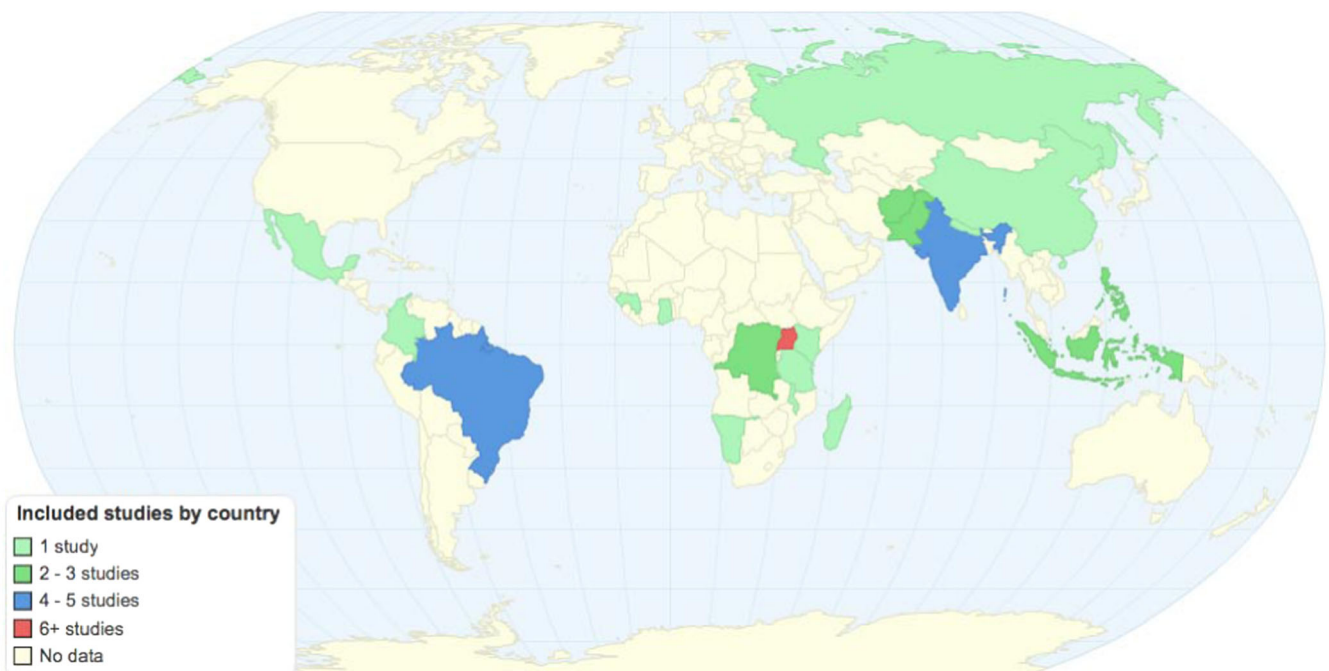 Included studies by country
1 study
2 - 3 studies
4 - 5 studies
6+ studies
No data